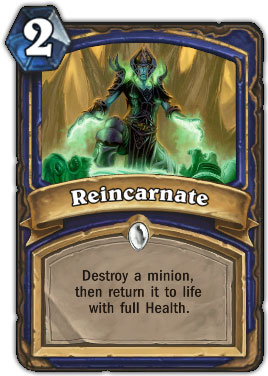 2
Reincarnate
Destroy a minion,
then return it to life
with full Health.